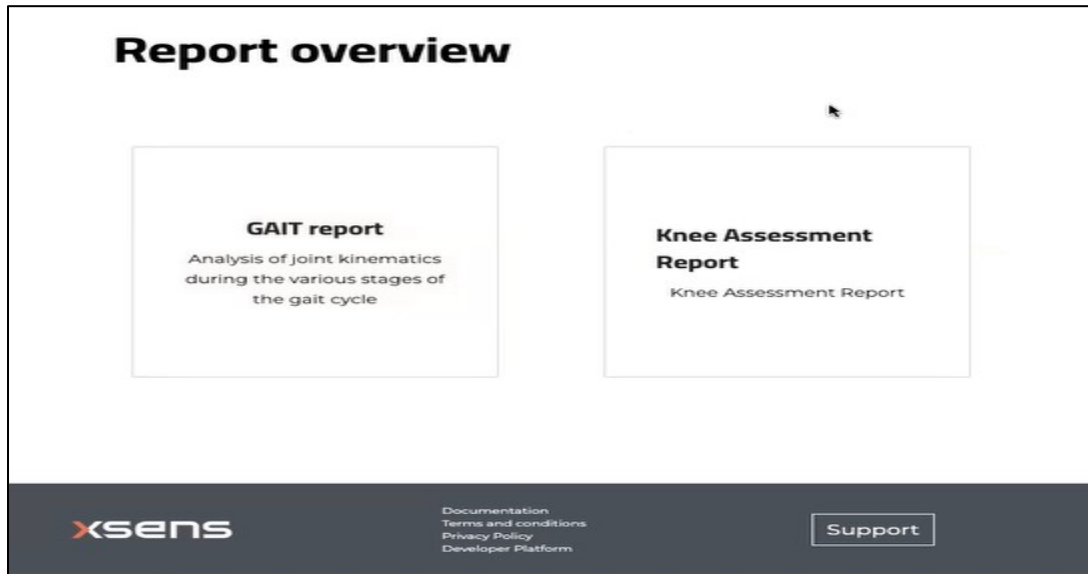 Report overview
GAIT report
Analysis of joint kinematics
during the various stages of
the gait cycle
Knee Assessment
Report
Knee Assessment Report
xsens
Documentation
Terms and conditions
Privacy Policy
Developer Platform
Support